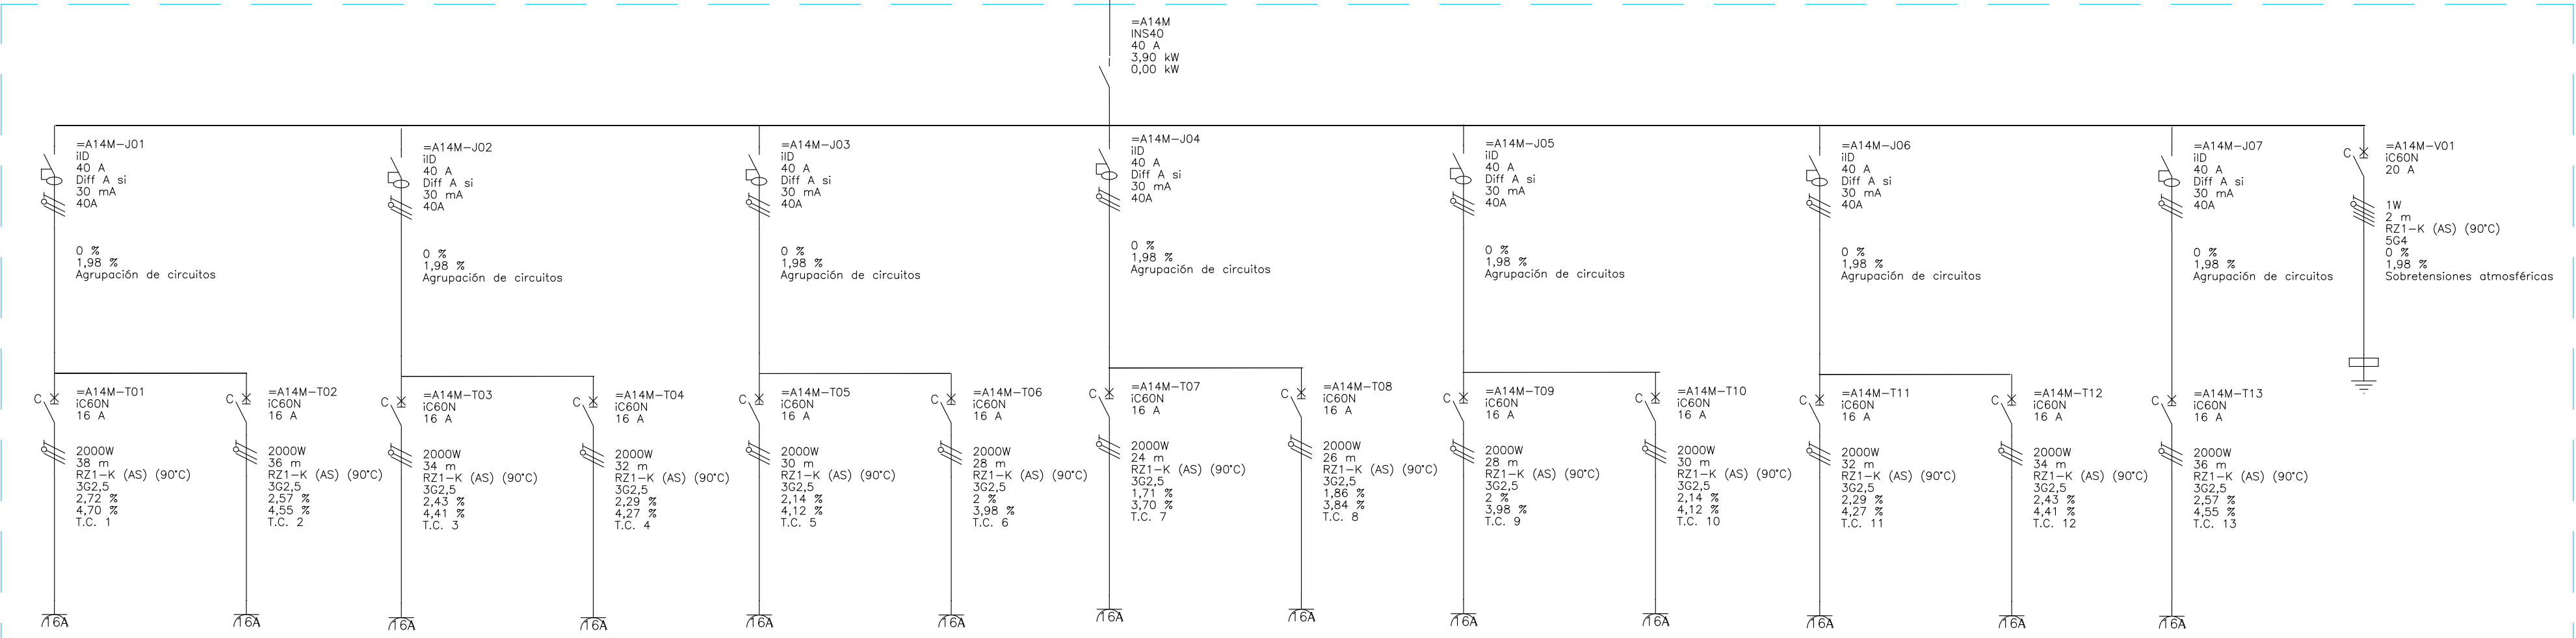 =A14M
INS40
40 A
3,90 kW
0,00 kW
=A14M-J01
iID
40 A
Diff A si
30 mA
40A
0 %
1,98 %
Agrupación de circuitos
=A14M-J02
iID
40 A
Diff A si
30 mA
40A
0 %
1,98 %
Agrupación de circuitos
=A14M-J03
iID
40 A
Diff A si
30 mA
40A
0 %
1,98 %
Agrupación de circuitos
=A14M-J04
iID
40 A
Diff A si
30 mA
40A
0 %
1,98 %
Agrupación de circuitos
=A14M-J05
iID
40 A
Diff A si
30 mA
40A
0 %
1,98 %
Agrupación de circuitos
=A14M-J06
iID
40 A
Diff A si
30 mA
40A
0 %
1,98 %
Agrupación de circuitos
=A14M-J07
iID
40 A
Diff A si
30 mA
40A
0 %
1,98 %
Agrupación de circuitos
C
=A14M-V01
iC60N
20 A
1W
2 m
RZ1-K (AS) (90°C)
5G4
0 %
1,98 %
Sobretensiones atmosféricas
C
=A14M-T01
iC60N
16 A
2000W
38 m
RZ1-K (AS) (90°C)
3G2,5
2,72 %
4,70 %
T.C. 1
16A
C
=A14M-T02
iC60N
16 A
2000W
36 m
RZ1-K (AS) (90°C)
3G2,5
2,57 %
4,55 %
T.C. 2
16A
C
=A14M-T03
iC60N
16 A
2000W
34 m
RZ1-K (AS) (90°C)
3G2,5
2,43 %
4,41 %
T.C. 3
16A
C
=A14M-T04
iC60N
16 A
2000W
32 m
RZ1-K (AS) (90°C)
3G2,5
2,29 %
4,27 %
T.C. 4
16A
C
=A14M-T05
iC60N
16 A
2000W
30 m
RZ1-K (AS) (90°C)
3G2,5
2,14 %
4,12 %
T.C. 5
16A
C
=A14M-T06
iC60N
16 A
2000W
28 m
RZ1-K (AS) (90°C)
3G2,5
2 %
3,98 %
T.C. 6
16A
C
=A14M-T07
iC60N
16 A
2000W
24 m
RZ1-K (AS) (90°C)
3G2,5
1,71 %
3,70 %
T.C. 7
16A
C
=A14M-T08
iC60N
16 A
2000W
26 m
RZ1-K (AS) (90°C)
3G2,5
1,86 %
3,84 %
T.C. 8
16A
C
=A14M-T09
iC60N
16 A
2000W
28 m
RZ1-K (AS) (90°C)
3G2,5
2 %
3,98 %
T.C. 9
16A
C
=A14M-T10
iC60N
16 A
2000W
30 m
RZ1-K (AS) (90°C)
3G2,5
2,14 %
4,12 %
T.C. 10
16A
C
=A14M-T11
iC60N
16 A
2000W
32 m
RZ1-K (AS) (90°C)
3G2,5
2,29 %
4,27 %
T.C. 11
16A
C
=A14M-T12
iC60N
16 A
2000W
34 m
RZ1-K (AS) (90°C)
3G2,5
2,43 %
4,41 %
T.C. 12
16A
C
=A14M-T13
iC60N
16 A
2000W
36 m
RZ1-K (AS) (90°C)
3G2,5
2,57 %
4,55 %
T.C. 13
16A